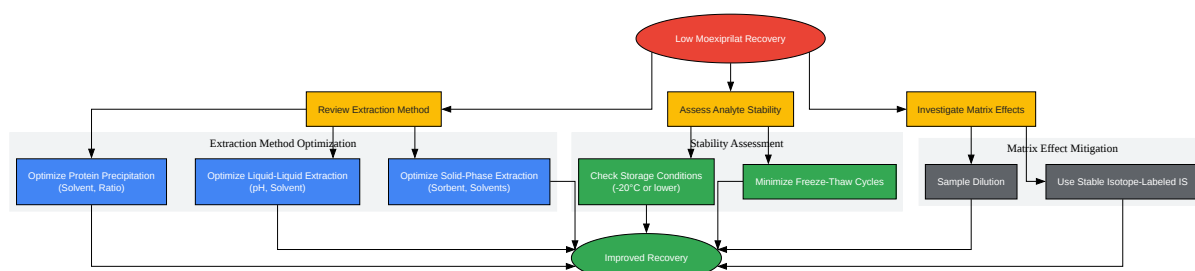 Low Moexiprilat Recovery
Review Extraction Method
Assess Analyte Stability
Investigate Matrix Effects
Extraction Method Optimization
Stability Assessment
Matrix Effect Mitigation
Optimize Protein Precipitation
(Solvent, Ratio)
Optimize Liquid-Liquid Extraction
(pH, Solvent)
Optimize Solid-Phase Extraction
(Sorbent, Solvents)
Check Storage Conditions
(-20°C or lower)
Minimize Freeze-Thaw Cycles
Sample Dilution
Use Stable Isotope-Labeled IS
Improved Recovery